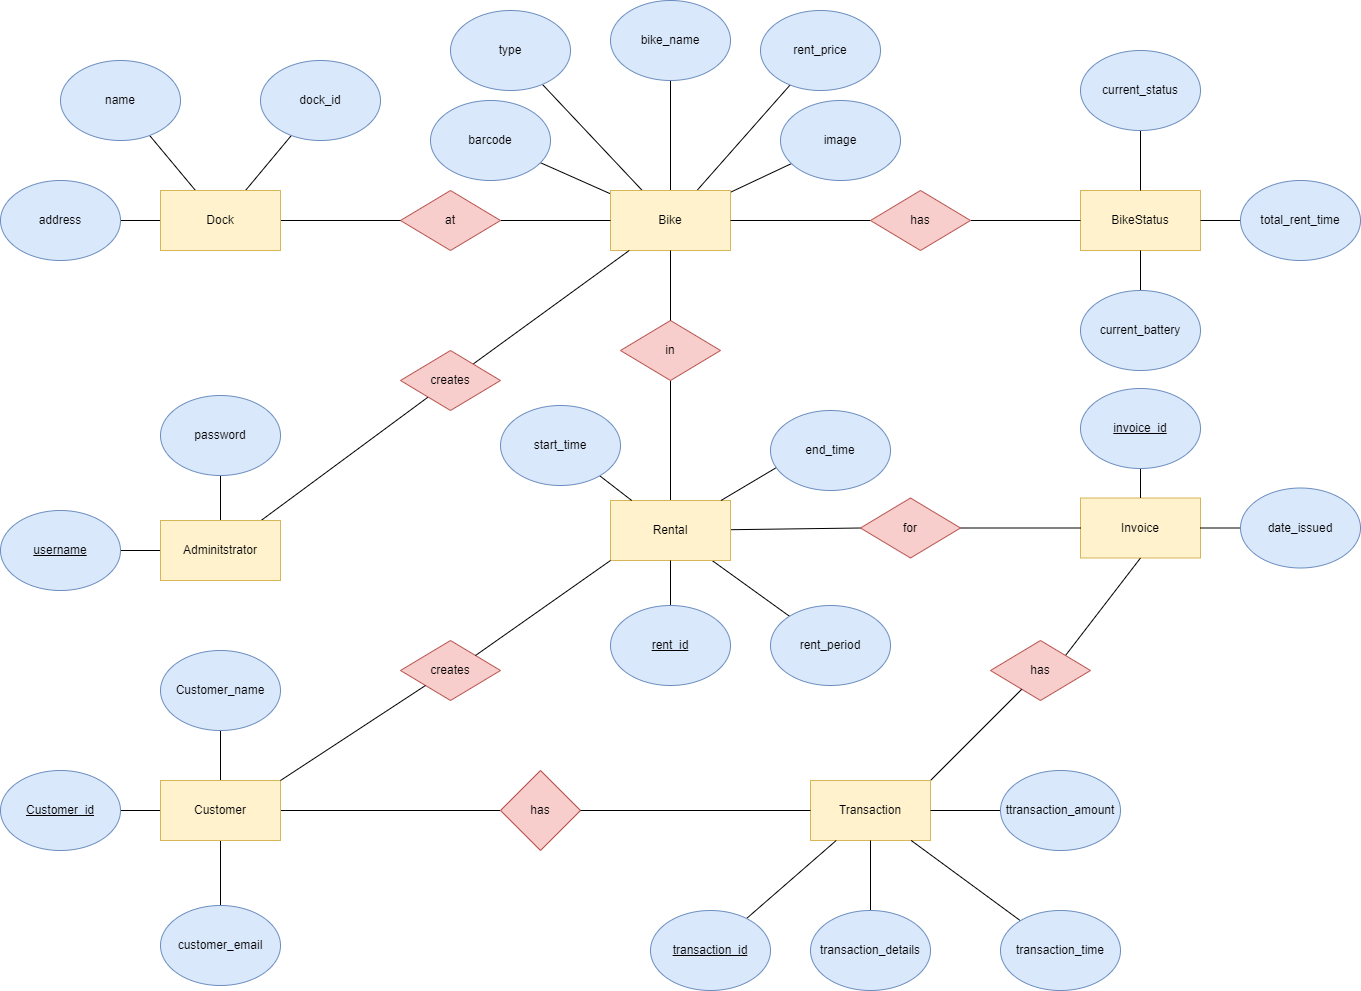 bike_name
type
rent_price
current_status
name
dock_id
barcode
image
address
Dock
at
Bike
has
BikeStatus
total_rent_time
current_battery
in
creates
invoice_id
password
start_time
end_time
Rental
for
Invoice
date_issued
username
Adminitstrator
rent_id
rent_period
creates
has
Customer_name
Customer_id
Customer
has
Transaction
ttransaction_amount
customer_email
transaction_id
transaction_details
transaction_time